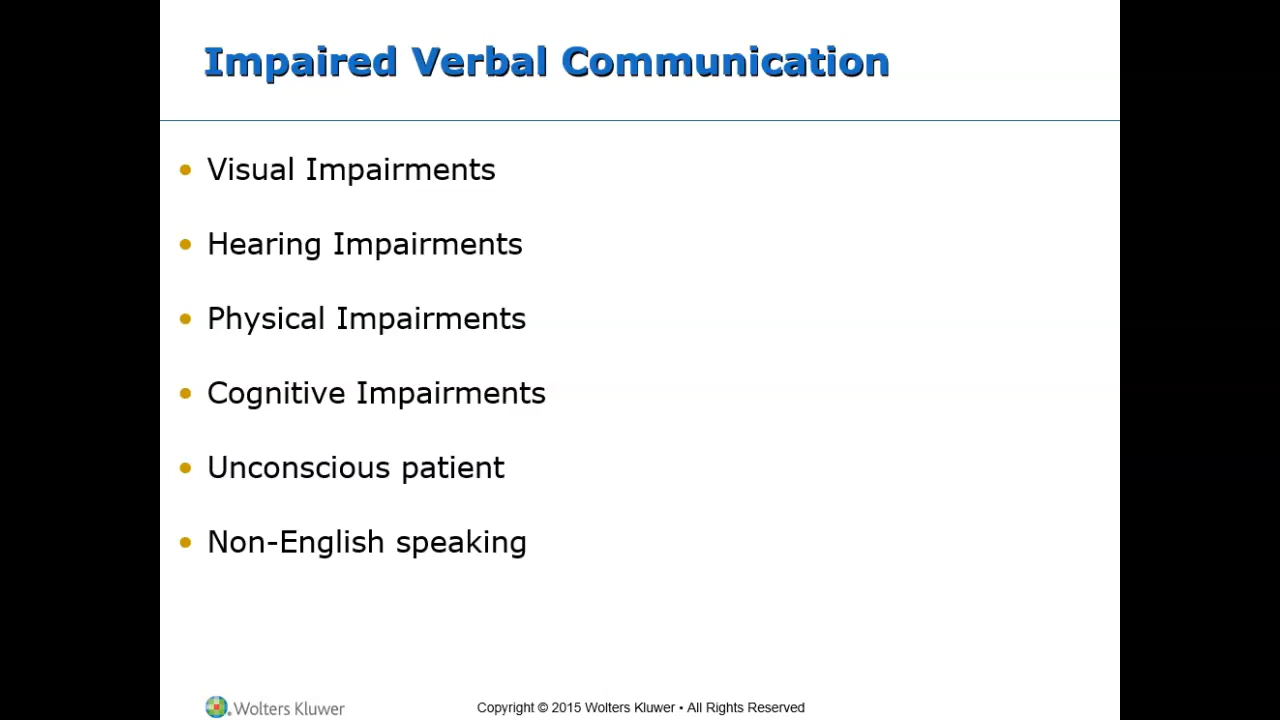 Impaired Verbal Communication
• Visual Impairments
• Hearing Impairments
• Physical Impairments
• Cognitive Impairments
• Unconscious patient
• Non-English speaking
Wolters Kluwer
Copyright © 2015 Wolters Kluwer • All Rights Reserved